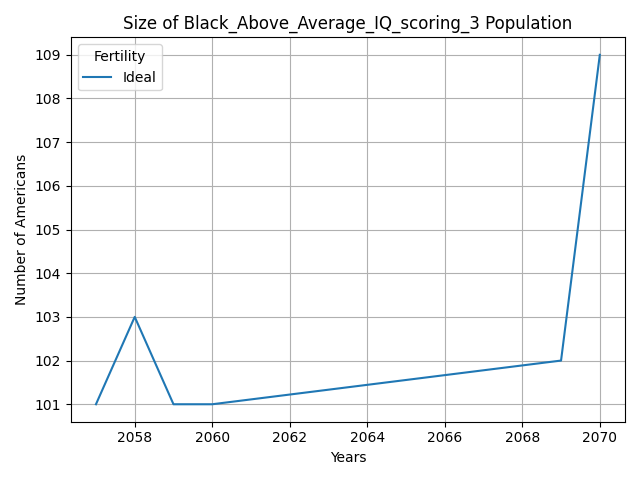 Size of Black_Above_Average_IQ_scoring_3 Population
Fertility
Ideal
109
108
107
106
105
104
103
102
101
Number of Americans
2058 2060 2062 2064 2066 2068 2070
Years